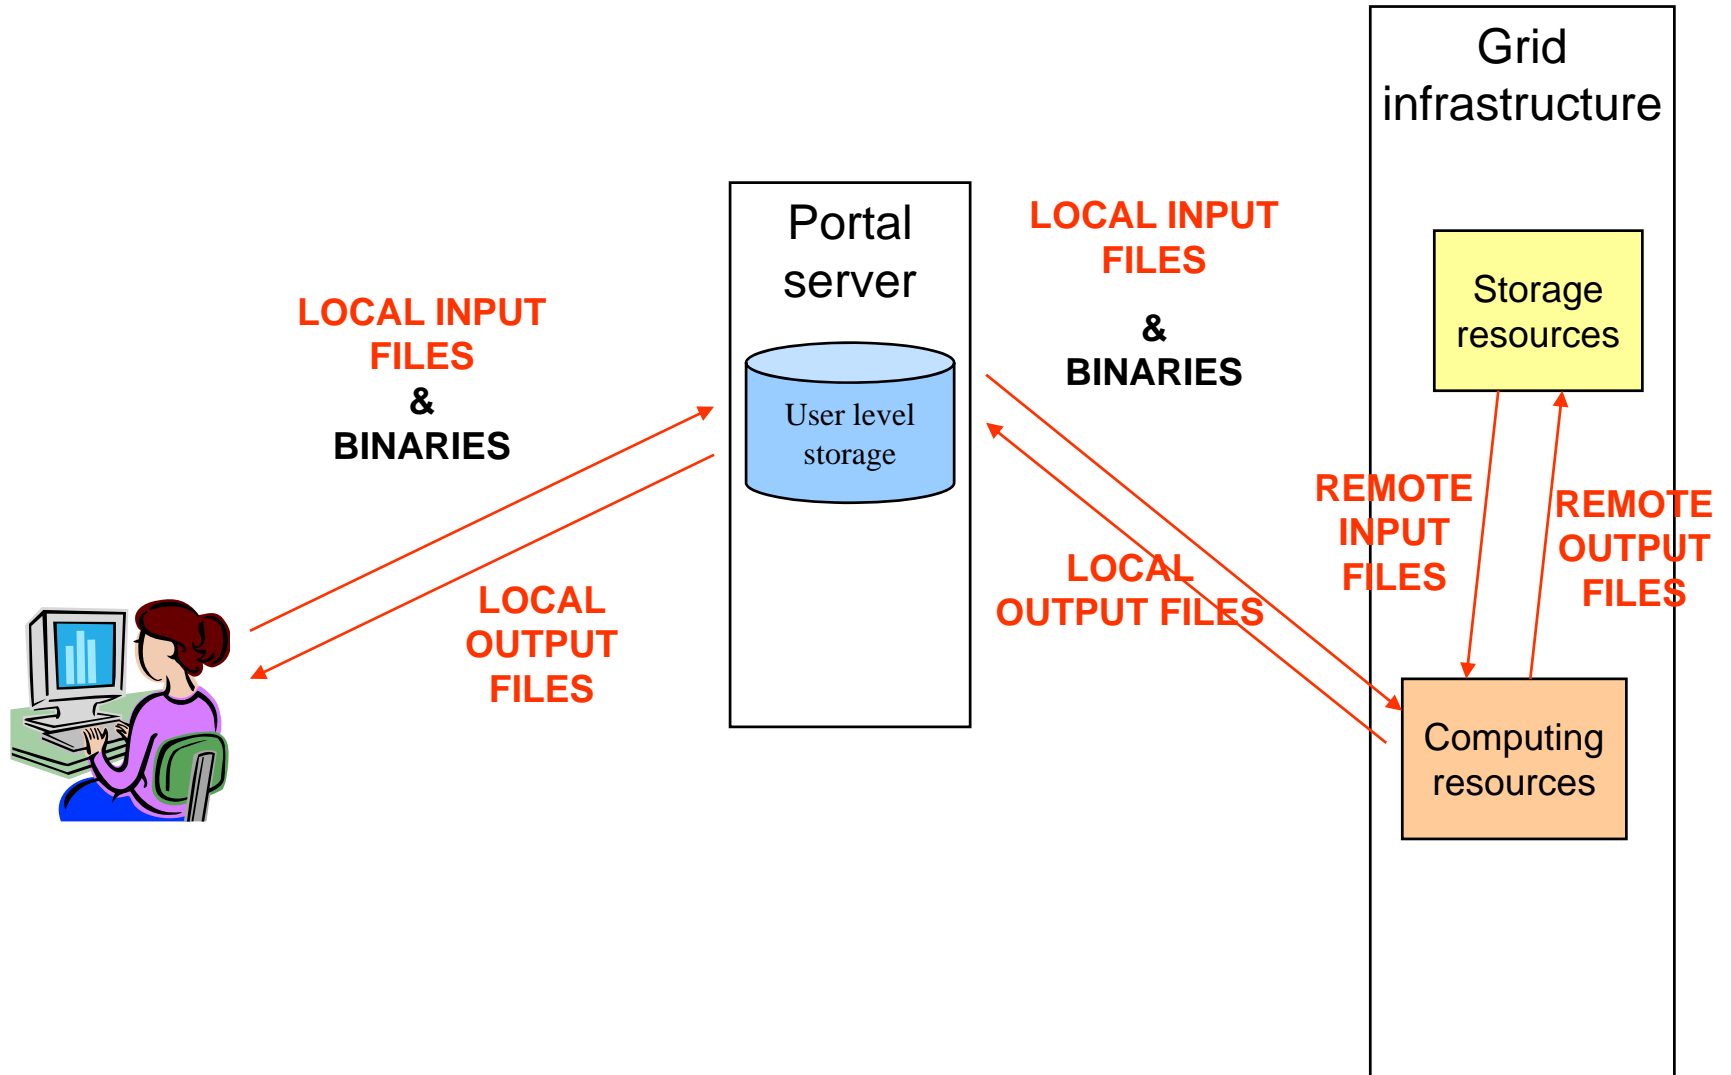 Grid
infrastructure
Portal
server
LOCAL INPUT
FILES
&
BINARIES
LOCAL INPUT
FILES
&
BINARIES
User level
storage
Storage
resources
REMOTE
INPUT
FILES
REMOTE
OUTPUT
FILES
LOCAL
OUTPUT
FILES
LOCAL
OUTPUT FILES
Computing
resources